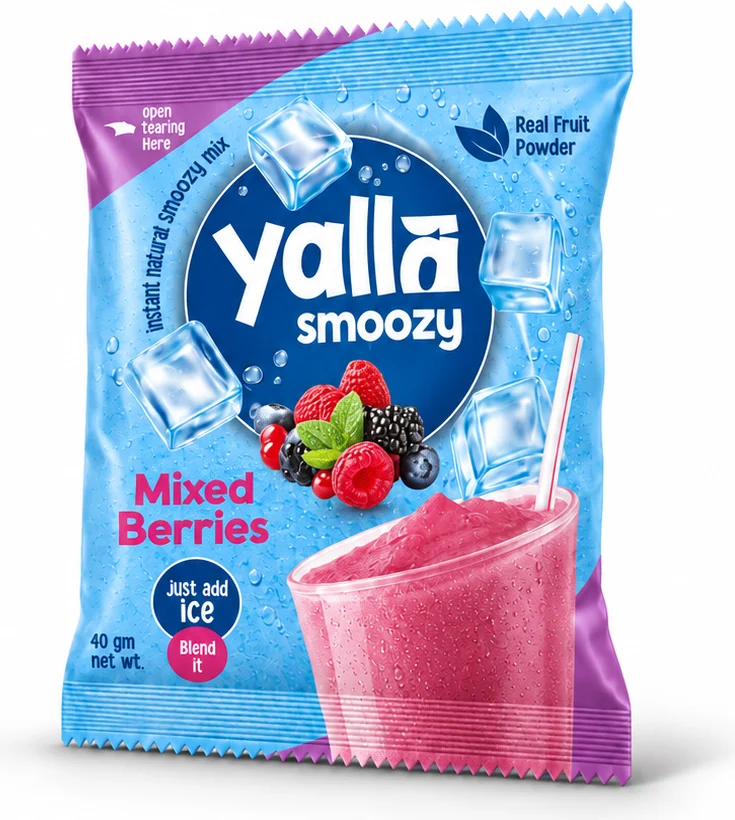 open
tearing
Here
Real Fruit
Powder
instant natural smoozy mix
yallā
smoozy
Mixed
Berries
just add
ice
Blend
it
40 gm
net wt.